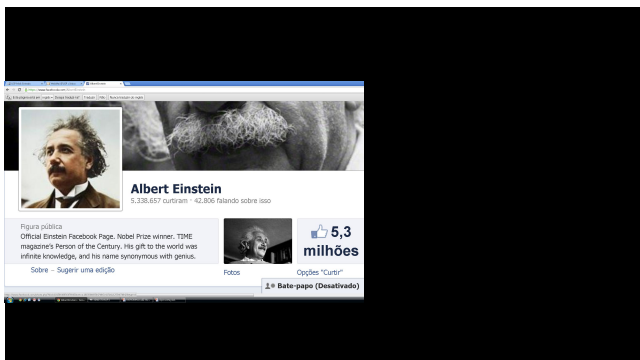 Albert Einstein
5.338.657 curtiram · 42.806 falando sobre isso
Figura pública
Official Einstein Facebook Page. Nobel Prize winner. TIME
magazine's Person of the Century. His gift to the world was
infinite knowledge, and his name synonymous with genius.
Sobre – Sugerir uma edição
Fotos
5,3
milhões
Opções "Curtir"
Bate-papo (Desativado)